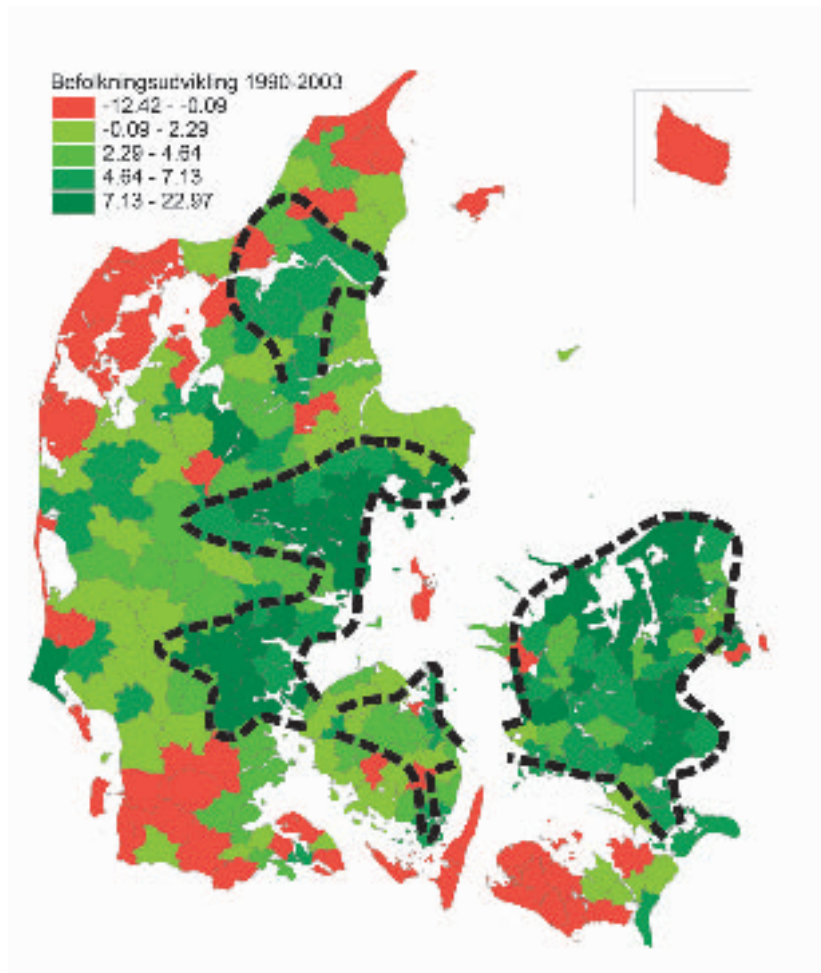 Befolkningsudvikling 1990-2003
-12.42 - -0.09
-0.09 - 2.29
2.29 - 4.64
4.64 - 7.13
7.13 - 22.97